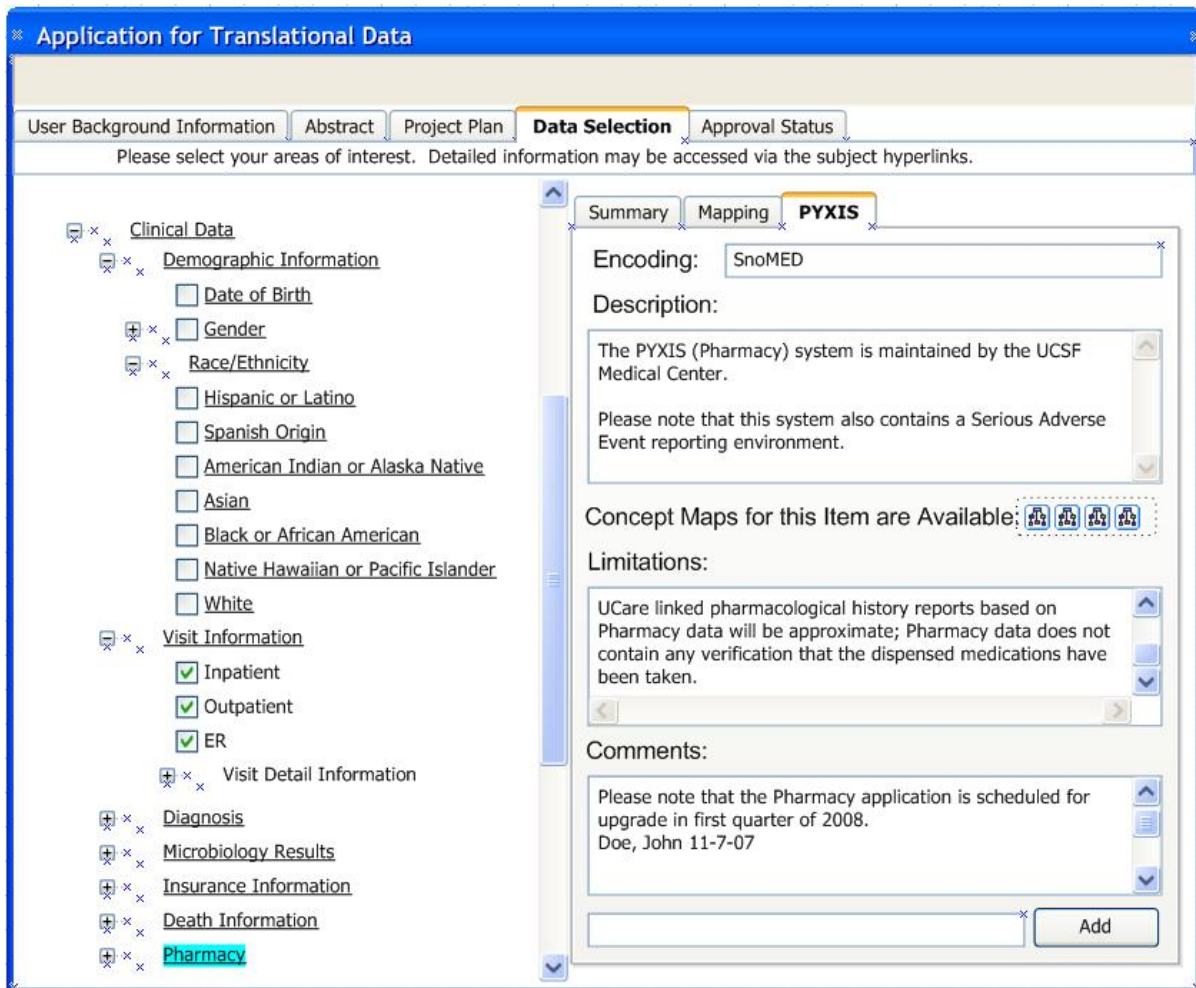 Application for Translational Data
User Background Information Abstract Project Plan Data Selection Approval Status
Please select your areas of interest. Detailed information may be accessed via the subject hyperlinks.
Clinical Data
Demographic Information
Date of Birth
Gender
Race/Ethnicity
Hispanic or Latino
Spanish Origin
American Indian or Alaska Native
Asian
Black or African American
Native Hawaiian or Pacific Islander
White
Visit Information
Inpatient
Outpatient
ER
Visit Detail Information
Diagnosis
Microbiology Results
Insurance Information
Death Information
Pharmacy
Summary Mapping PYXIS
Encoding: SnoMED
Description:
The PYXIS (Pharmacy) system is maintained by the UCSF
Medical Center.
Please note that this system also contains a Serious Adverse
Event reporting environment.
Concept Maps for this Item are Available:
Limitations:
UCare linked pharmacological history reports based on
Pharmacy data will be approximate; Pharmacy data does not
contain any verification that the dispensed medications have
been taken.
Comments:
Please note that the Pharmacy application is scheduled for
upgrade in first quarter of 2008.
Doe, John 11-7-07
Add